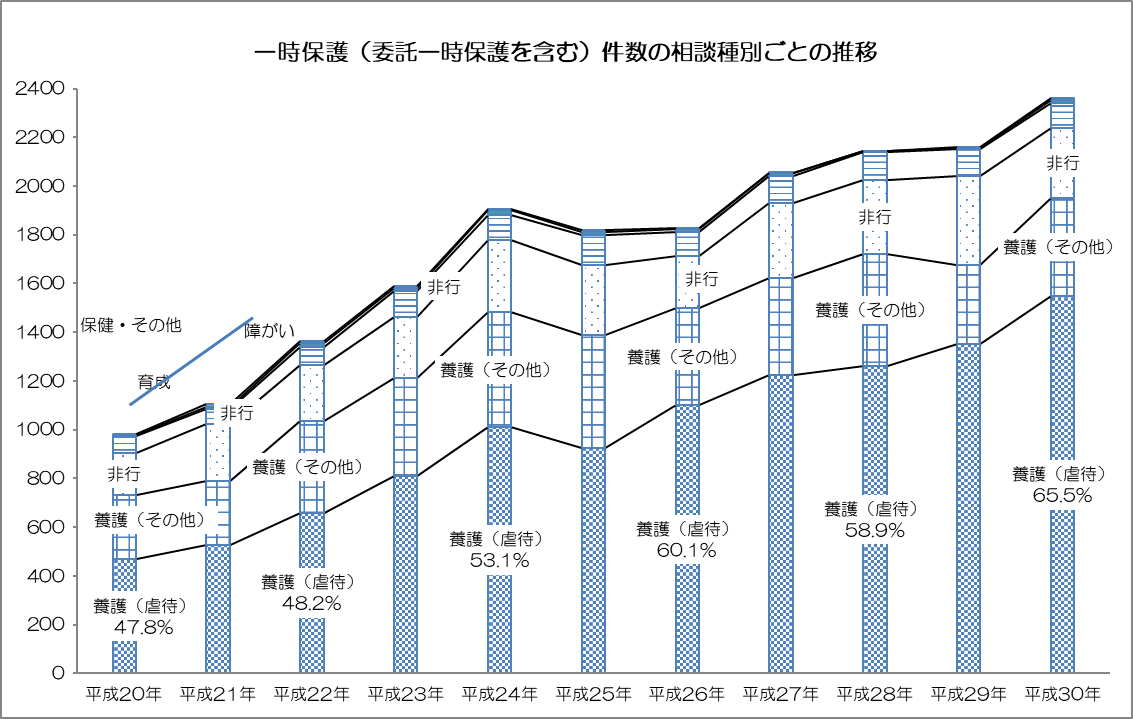 一時保護（委託一時保護を含む）件数の相談種別ごとの推移
2400
2200
2000
1800
1600
1400
1200
1000
800
600
400
200
0
保健・その他
障がい
育成
非行
養護（その他）
養護（虐待）
47.8%
非行
養護（その他）
養護（虐待）
48.2%
非行
養護（その他）
養護（虐待）
53.1%
非行
養護（その他）
養護（虐待）
60.1%
非行
養護（その他）
養護（虐待）
58.9%
非行
養護（その他）
養護（虐待）
65.5%
平成20年 平成21年 平成22年 平成23年 平成24年 平成25年 平成26年 平成27年 平成28年 平成29年 平成30年